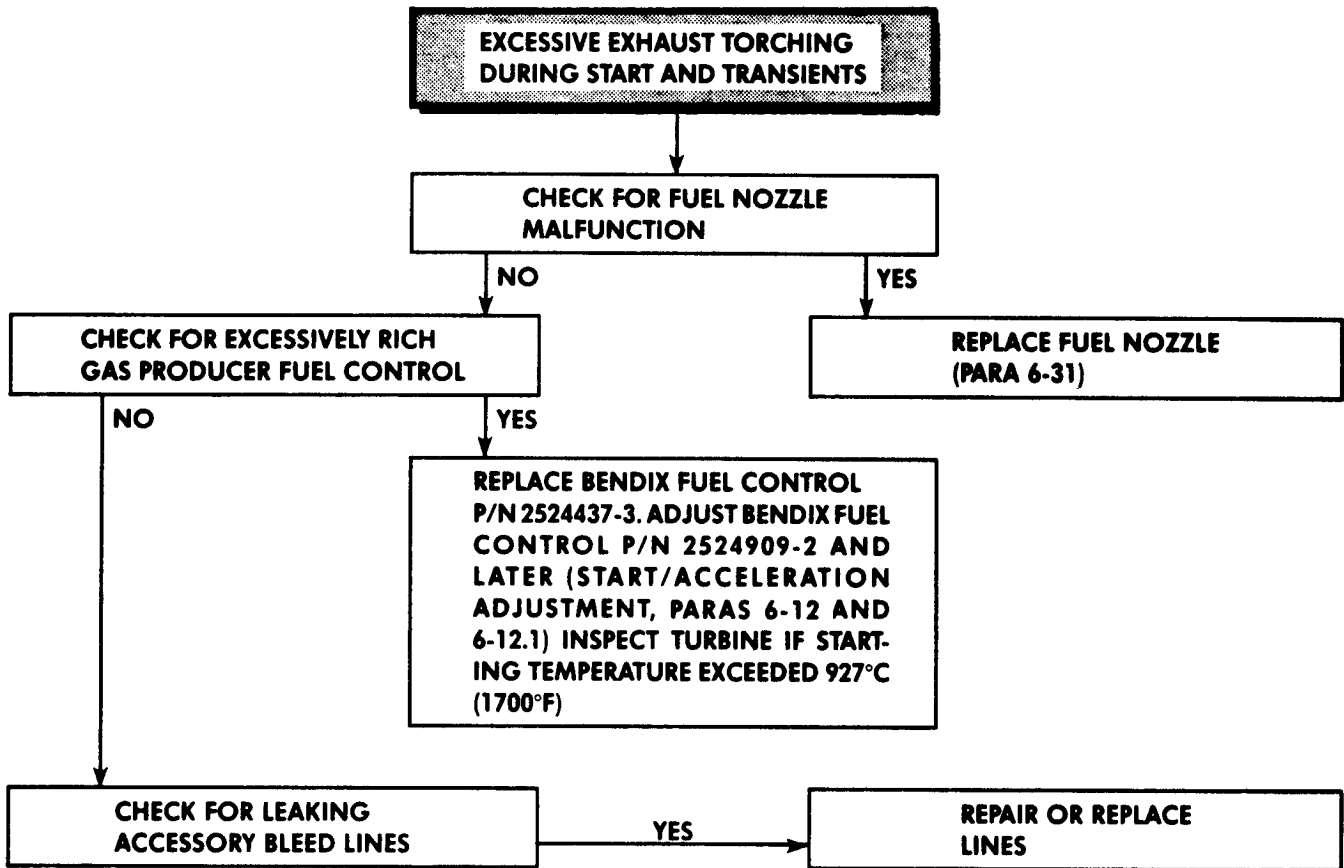 EXCESSIVE EXHAUST TORCHING
DURING START AND TRANSIENTS
CHECK FOR FUEL NOZZLE
MALFUNCTION
NO
YES
CHECK FOR EXCESSIVELY RICH
GAS PRODUCER FUEL CONTROL
REPLACE FUEL NOZZLE
(PARA 6-31)
NO
YES
REPLACE BENDIX FUEL CONTROL
P/N 2524437-3. ADJUST BENDIX FUEL
CONTROL P/N 2524909-2 AND
LATER (START/ACCELERATION
ADJUSTMENT, PARAS 6-12 AND
6-12.1) INSPECT TURBINE IF START-
ING TEMPERATURE EXCEEDED 927°C
(1700°F)
CHECK FOR LEAKING
ACCESSORY BLEED LINES
YES
REPAIR OR REPLACE
LINES